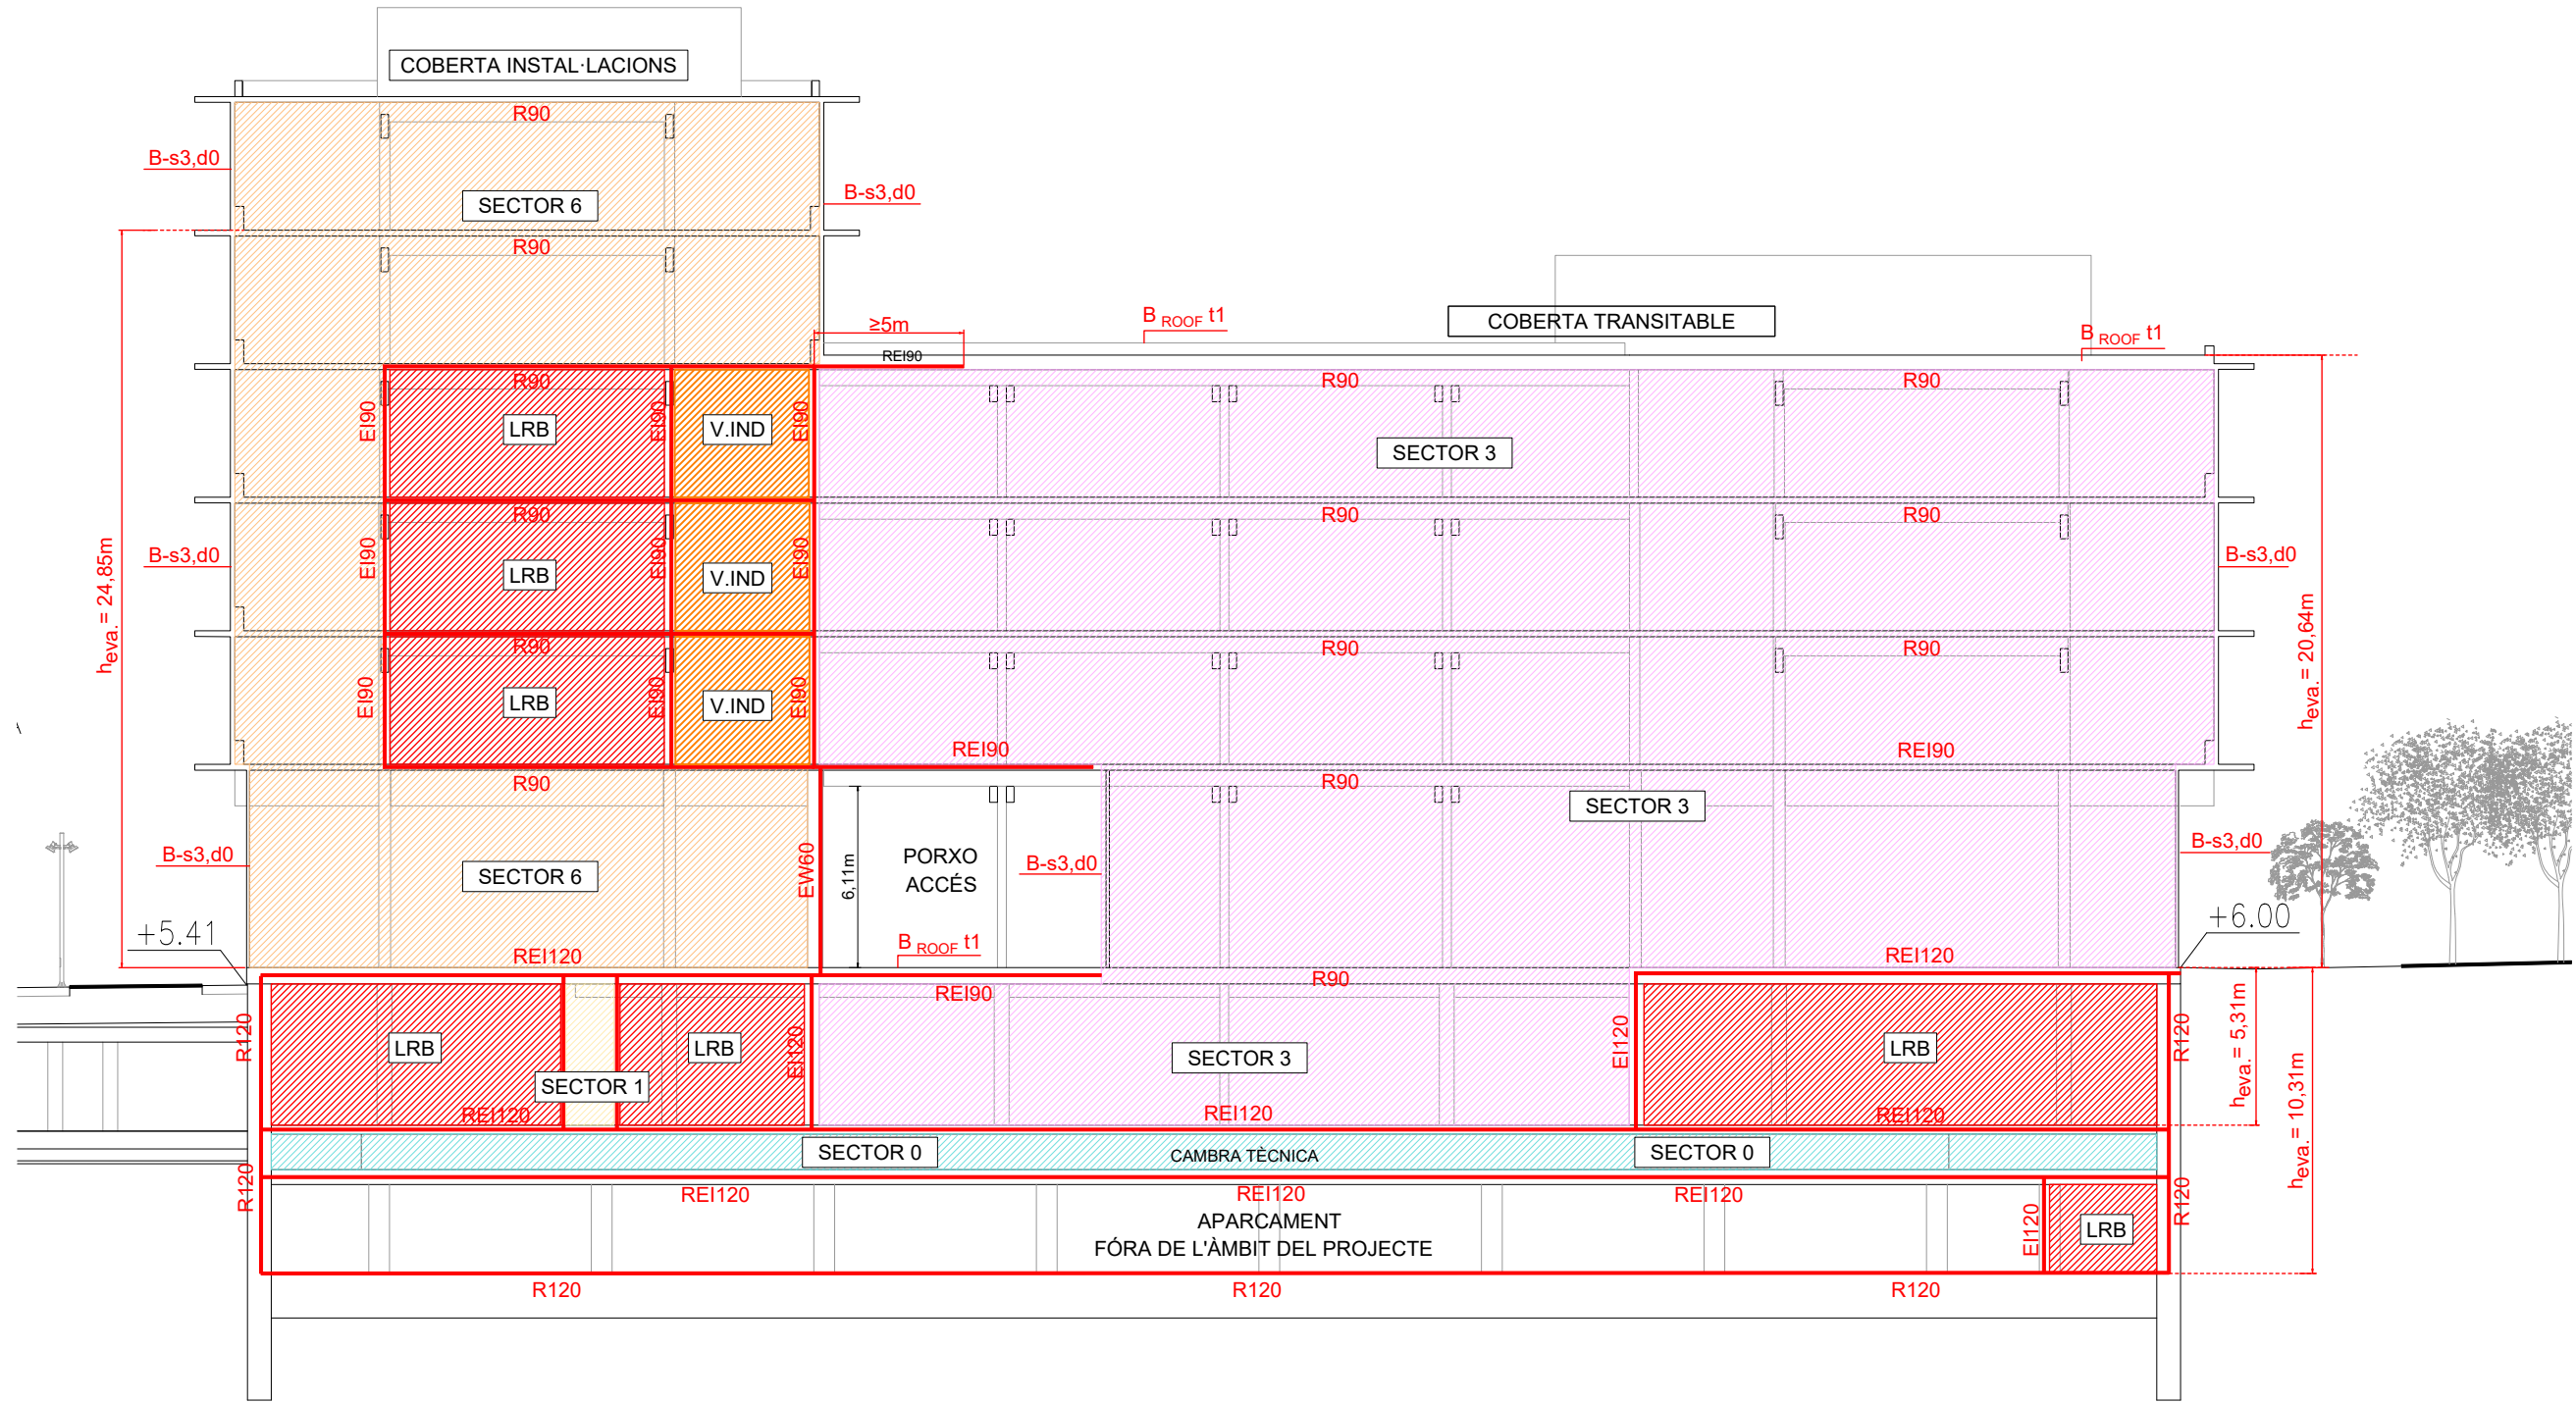 COBERTA INSTAL·LACIONS
R90
B-s3,d0
SECTOR 6
B-s3,d0
R90
≥5m
B ROOF t1
COBERTA TRANSITABLE
B ROOF t1
REI90
R90
R90
R90
EI90
LRB
EI90
V.IND
EI90
SECTOR 3
R90
R90
R90
B-s3,d0
EI90
LRB
EI90
V.IND
EI90
B-s3,d0
heva.= 24,85m
heva.= 20,64m
R90
R90
R90
EI90
LRB
EI90
V.IND
EI90
REI90
REI90
R90
R90
SECTOR 3
B-s3,d0
SECTOR 6
EW60
6,11m
PORXO
ACCÉS
B-s3,d0
B-s3,d0
+5.41
+6.00
REI120
B ROOF t1
REI120
R90
REI90
R120
LRB
LRB
EI120
SECTOR 3
EI120
LRB
R120
heva.= 5,31m
SECTOR 1
REI120
REI120
REI120
heva.= 10,31m
SECTOR 0
CAMBRA TÈCNICA
SECTOR 0
R120
REI120
REI120
REI120
R120
APARCAMENT
FÓRA DE L'ÀMBIT DEL PROJECTE
EI120
LRB
R120
R120
R120